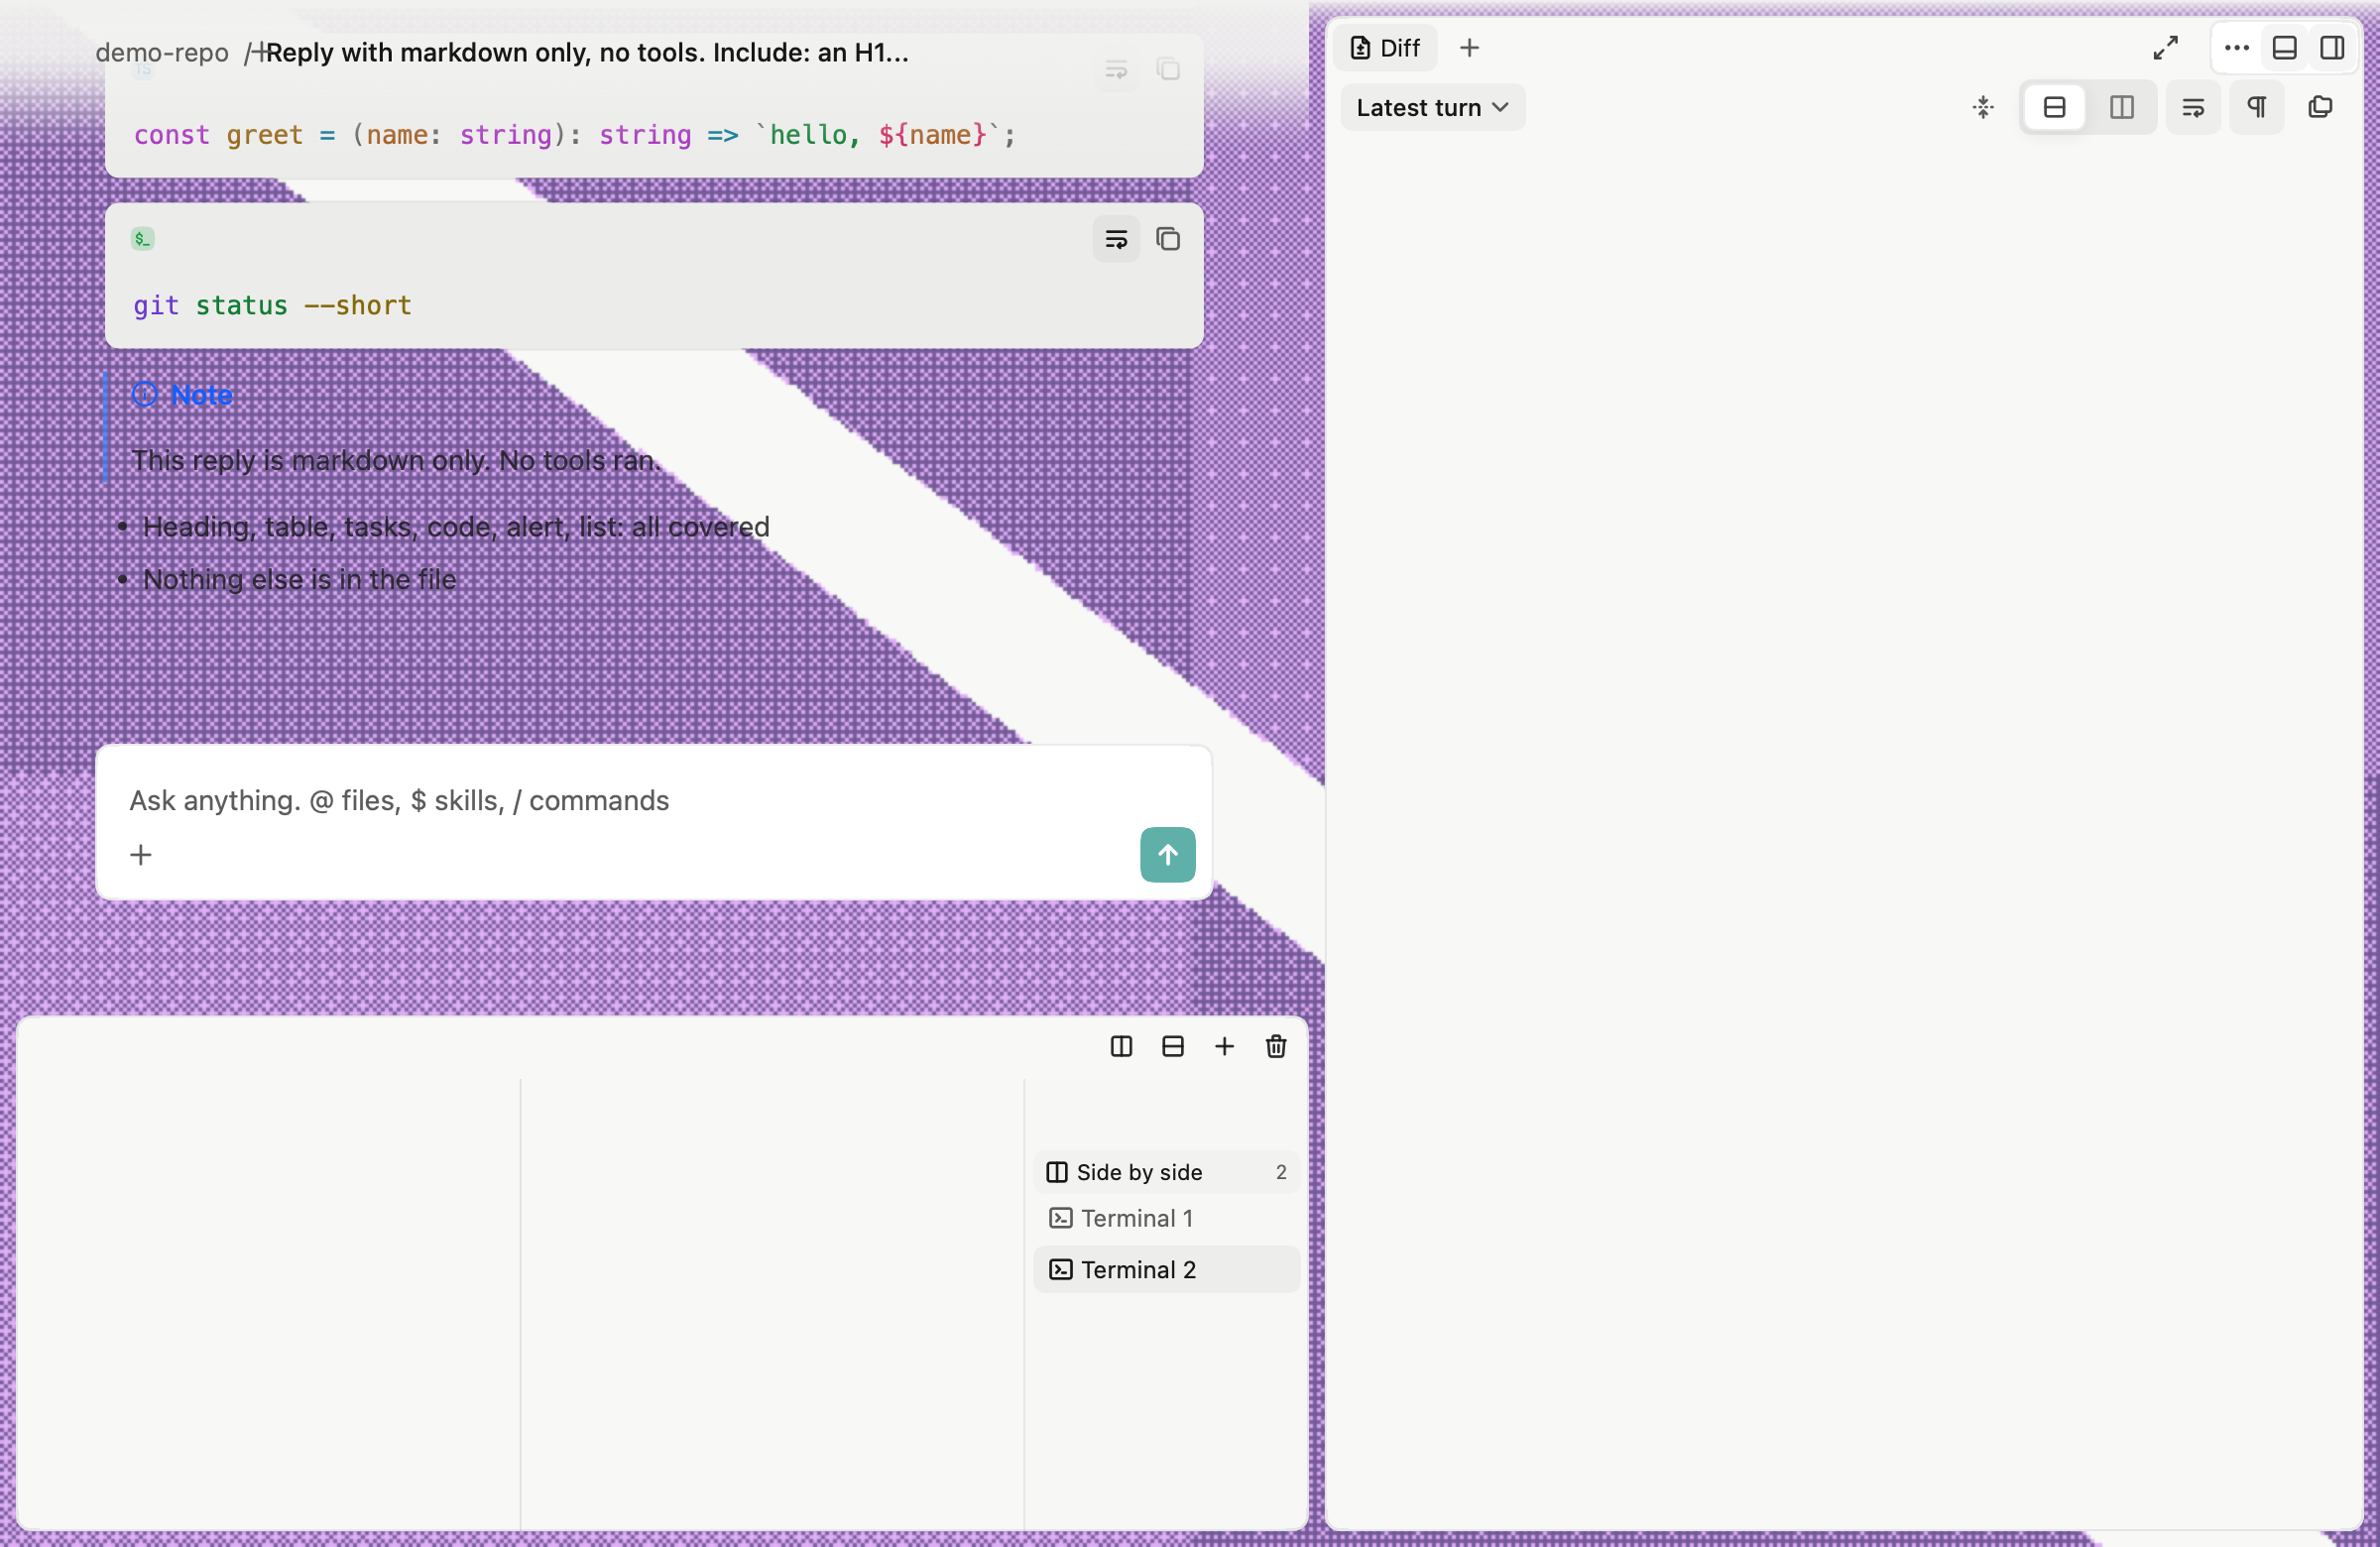 demo-repo / Reply with markdown only, no tools. Include: an H1...
TS
const greet = (name: string): string => `hello, ${name}`;
$_
git status --short
Note
This reply is markdown only. No tools ran.
• Heading, table, tasks, code, alert, list: all covered
• Nothing else is in the file
Ask anything. @ files, $ skills, / commands
Side by side 2
Terminal 1
Terminal 2
Diff
Latest turn